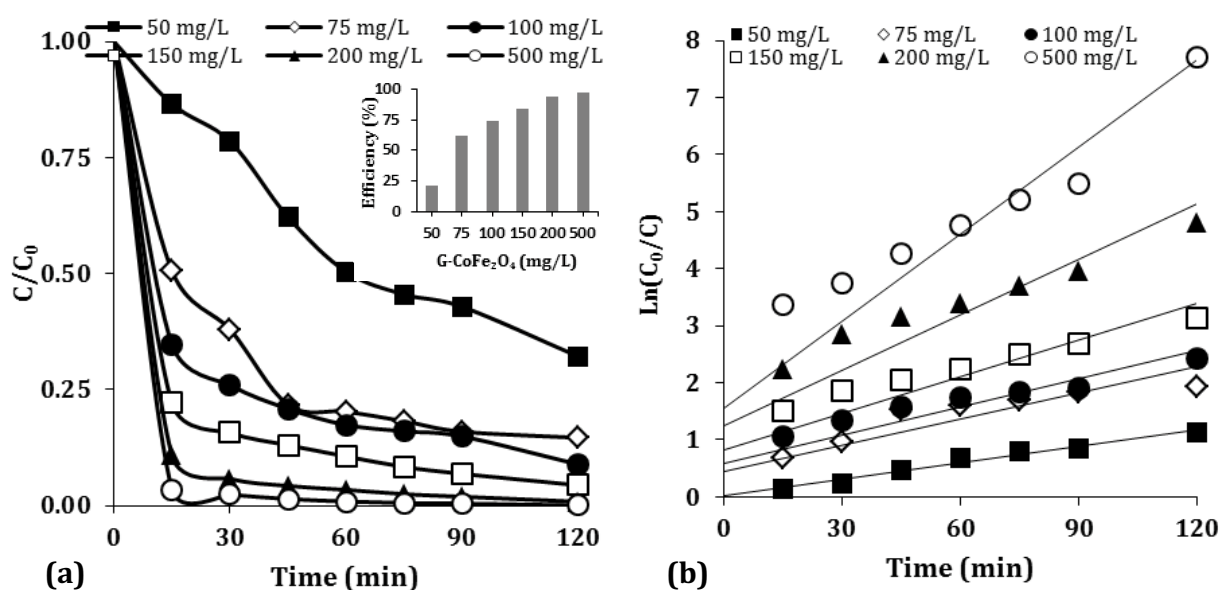 50 mg/L 75 mg/L 100 mg/L
150 mg/L 200 mg/L 500 mg/L
1.00
0.75
0.50
0.25
0.00
C/C₀
0 30 60 90 120
Time (min)
(a)
100
75
50
25
0
Efficiency (%)
50 75 100 150 200 500
G-CoFe₂O₄ (mg/L)
50 mg/L 75 mg/L 100 mg/L
150 mg/L 200 mg/L 500 mg/L
8
7
6
5
4
3
2
1
0
Ln(C₀/C)
0 30 60 90 120
Time (min)
(b)